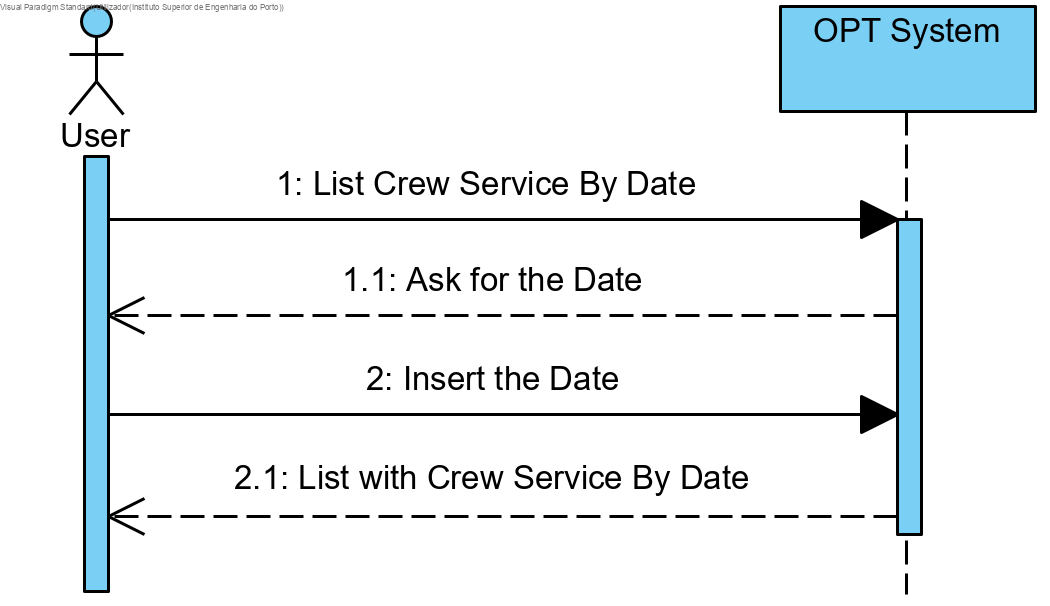 Visual Paradigm Standard(Utilizador(Instituto Superior de Engenharia do Porto))
OPT System
User
1: List Crew Service By Date
1.1: Ask for the Date
2: Insert the Date
2.1: List with Crew Service By Date